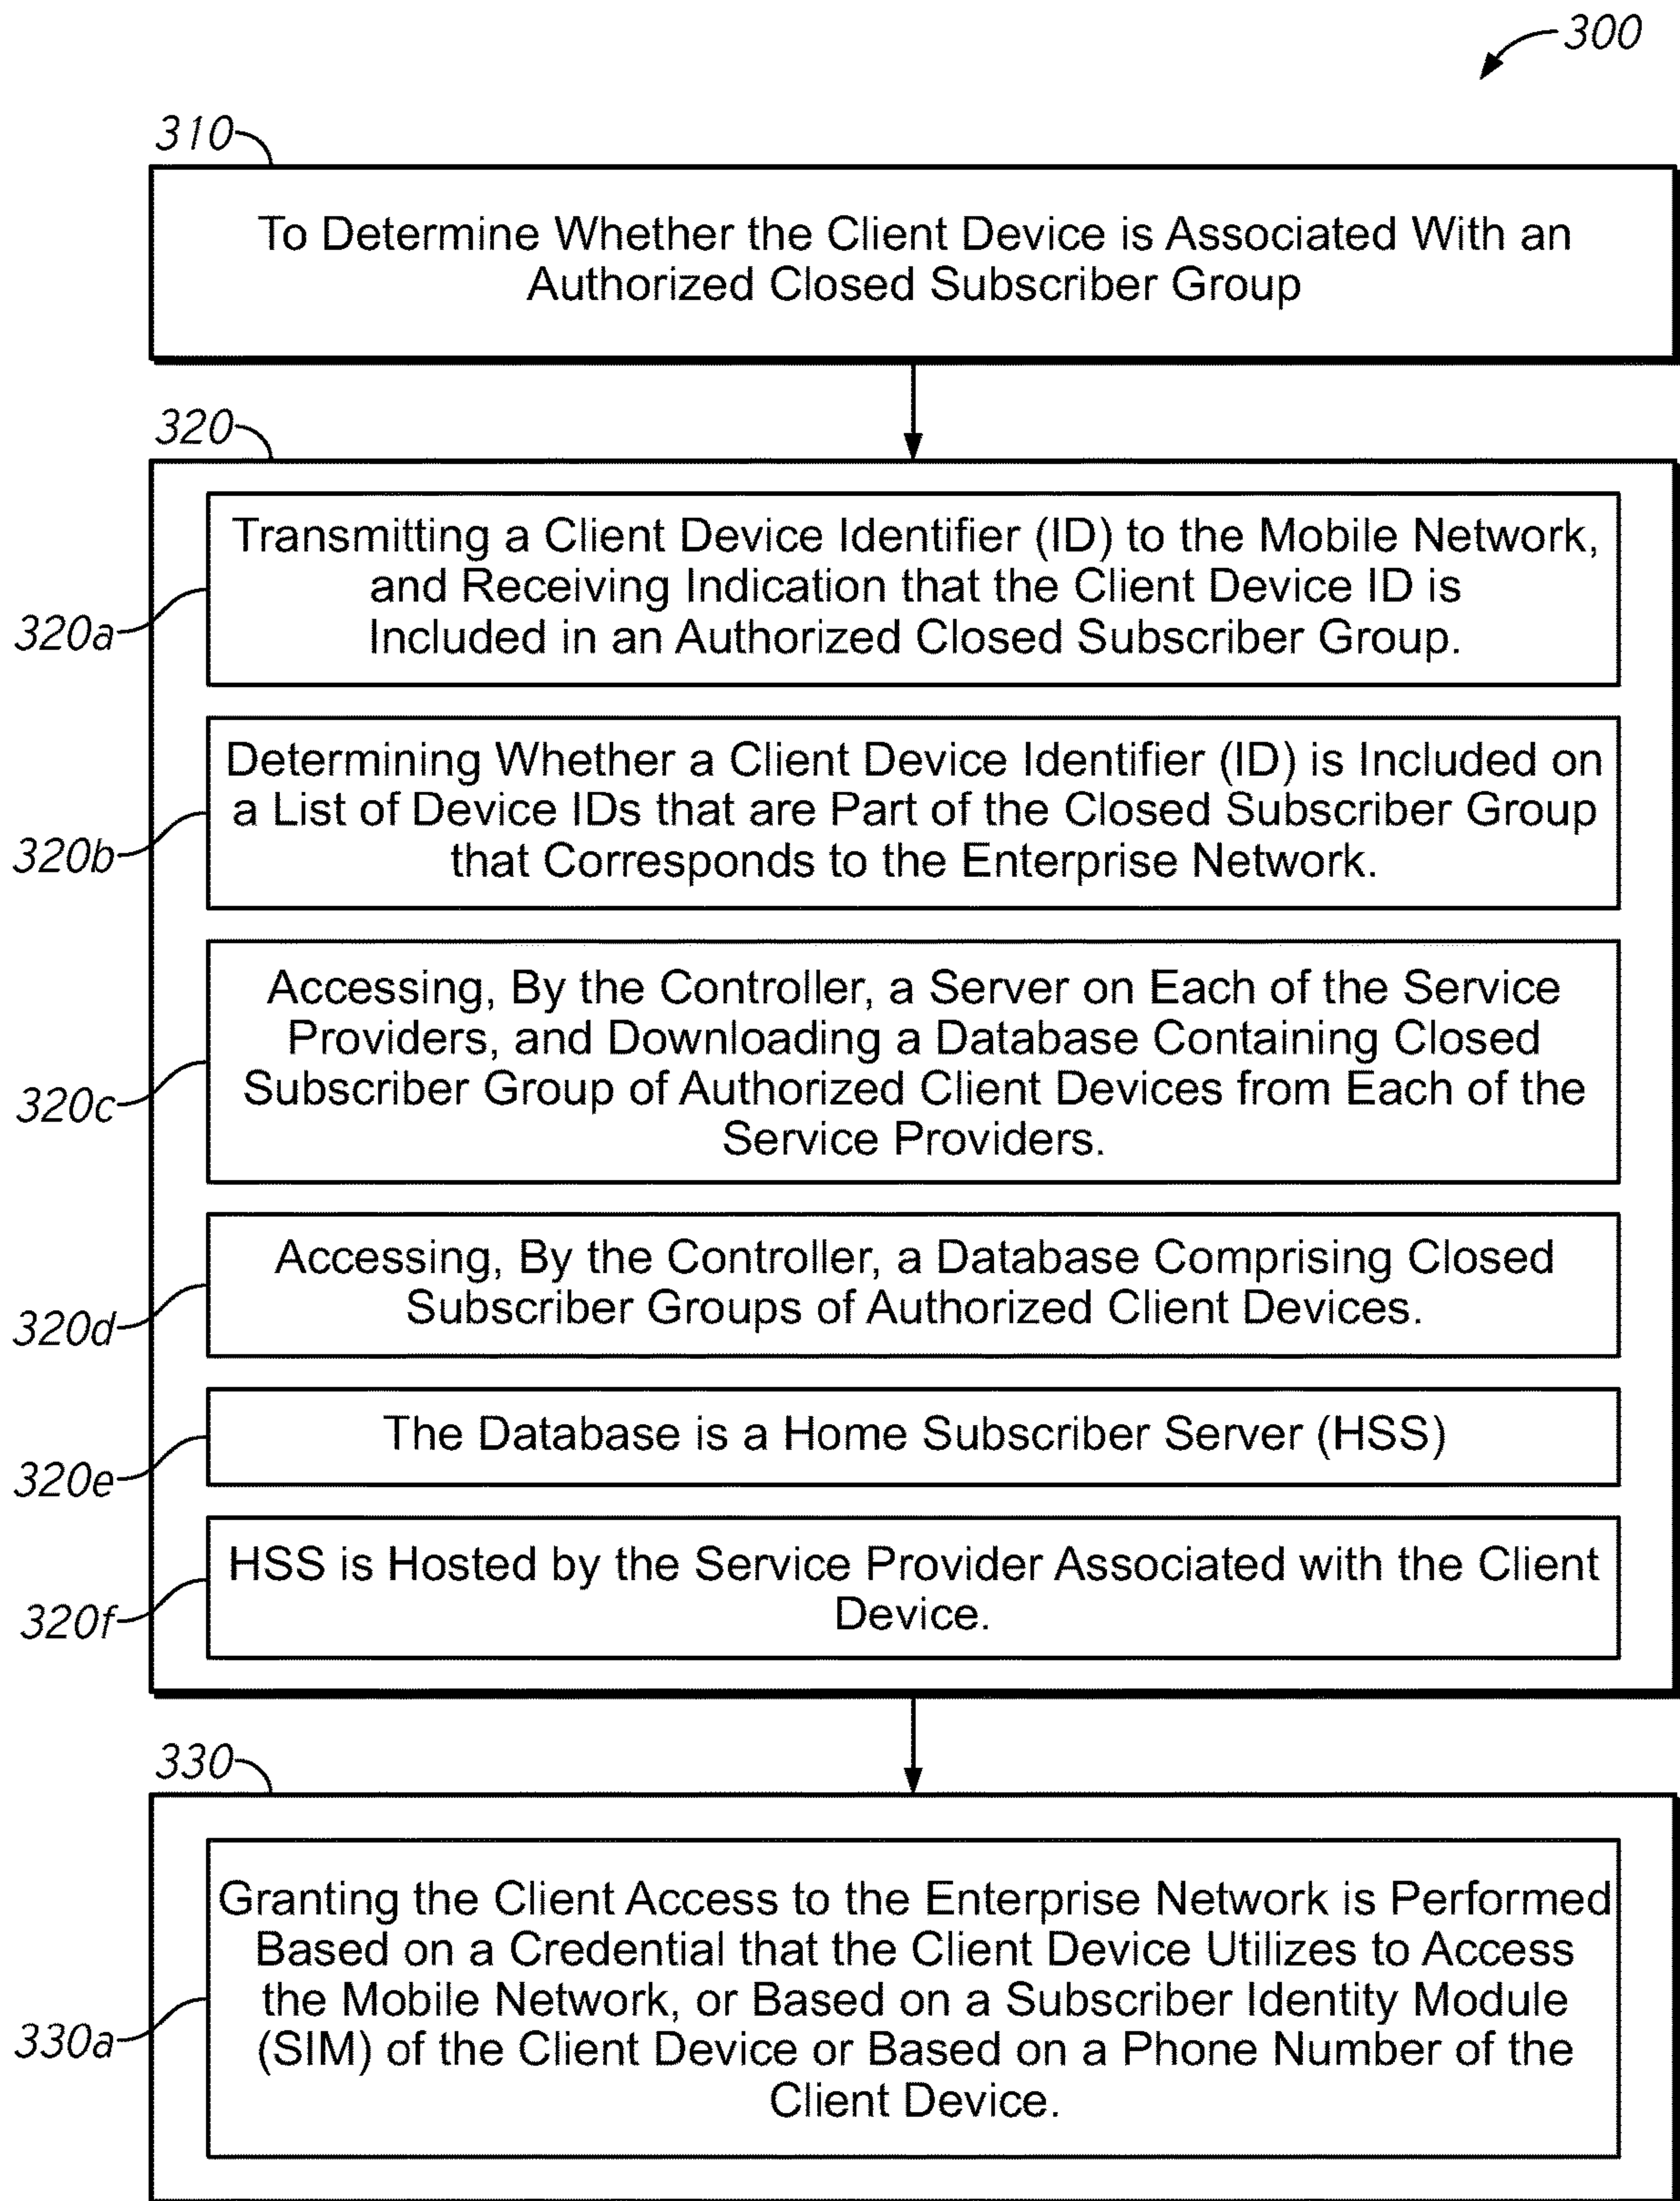 300
310
To Determine Whether the Client Device is Associated With an
Authorized Closed Subscriber Group
320
Transmitting a Client Device Identifier (ID) to the Mobile Network,
and Receiving Indication that the Client Device ID is
Included in an Authorized Closed Subscriber Group.
320a
Determining Whether a Client Device Identifier (ID) is Included on
a List of Device IDs that are Part of the Closed Subscriber Group
that Corresponds to the Enterprise Network.
320b
Accessing, By the Controller, a Server on Each of the Service
Providers, and Downloading a Database Containing Closed
Subscriber Group of Authorized Client Devices from Each of the
Service Providers.
320c
Accessing, By the Controller, a Database Comprising Closed
Subscriber Groups of Authorized Client Devices.
320d
The Database is a Home Subscriber Server (HSS)
320e
HSS is Hosted by the Service Provider Associated with the Client
Device.
320f
330
Granting the Client Access to the Enterprise Network is Performed
Based on a Credential that the Client Device Utilizes to Access
the Mobile Network, or Based on a Subscriber Identity Module
(SIM) of the Client Device or Based on a Phone Number of the
Client Device.
330a